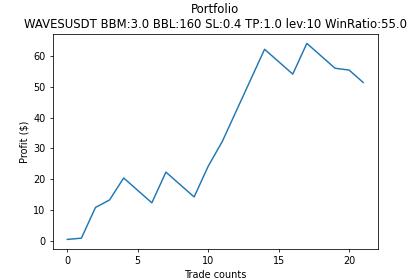 Portfolio
WAVESUSDT BBM:3.0 BBL:160 SL:0.4 TP:1.0 lev:10 WinRatio:55.0
60
50
40
30
20
10
0
Profit ($)
0 5 10 15 20
Trade counts